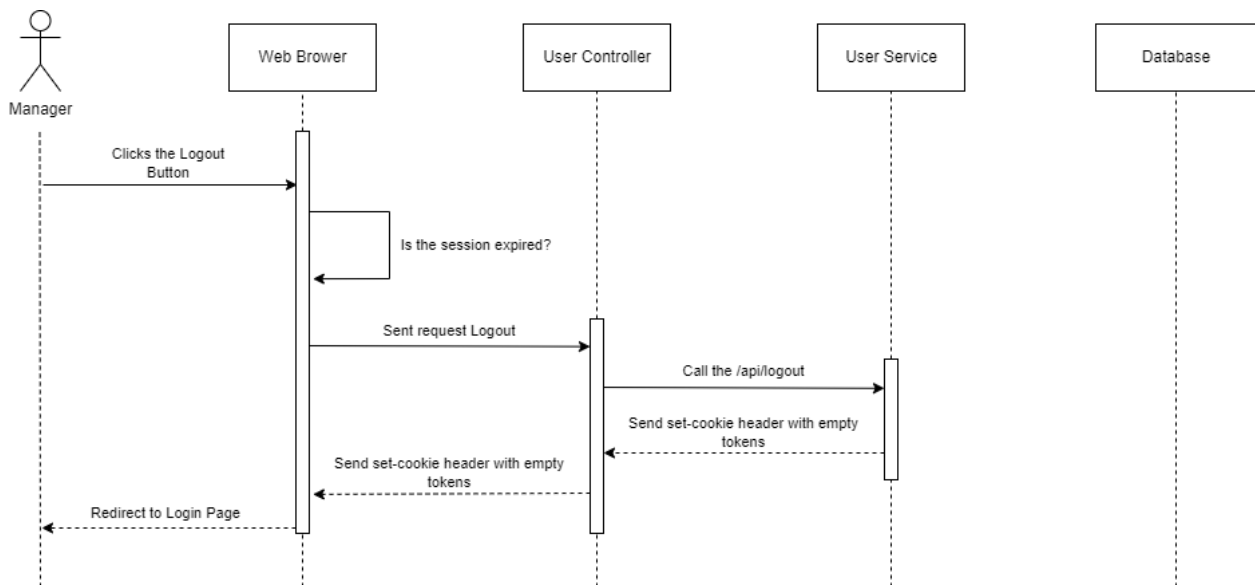 Web Brower
User Controller
User Service
Database
Manager
Clicks the Logout
Button
Is the session expired?
Sent request Logout
Call the /api/logout
Send set-cookie header with empty
tokens
Send set-cookie header with empty
tokens
Redirect to Login Page